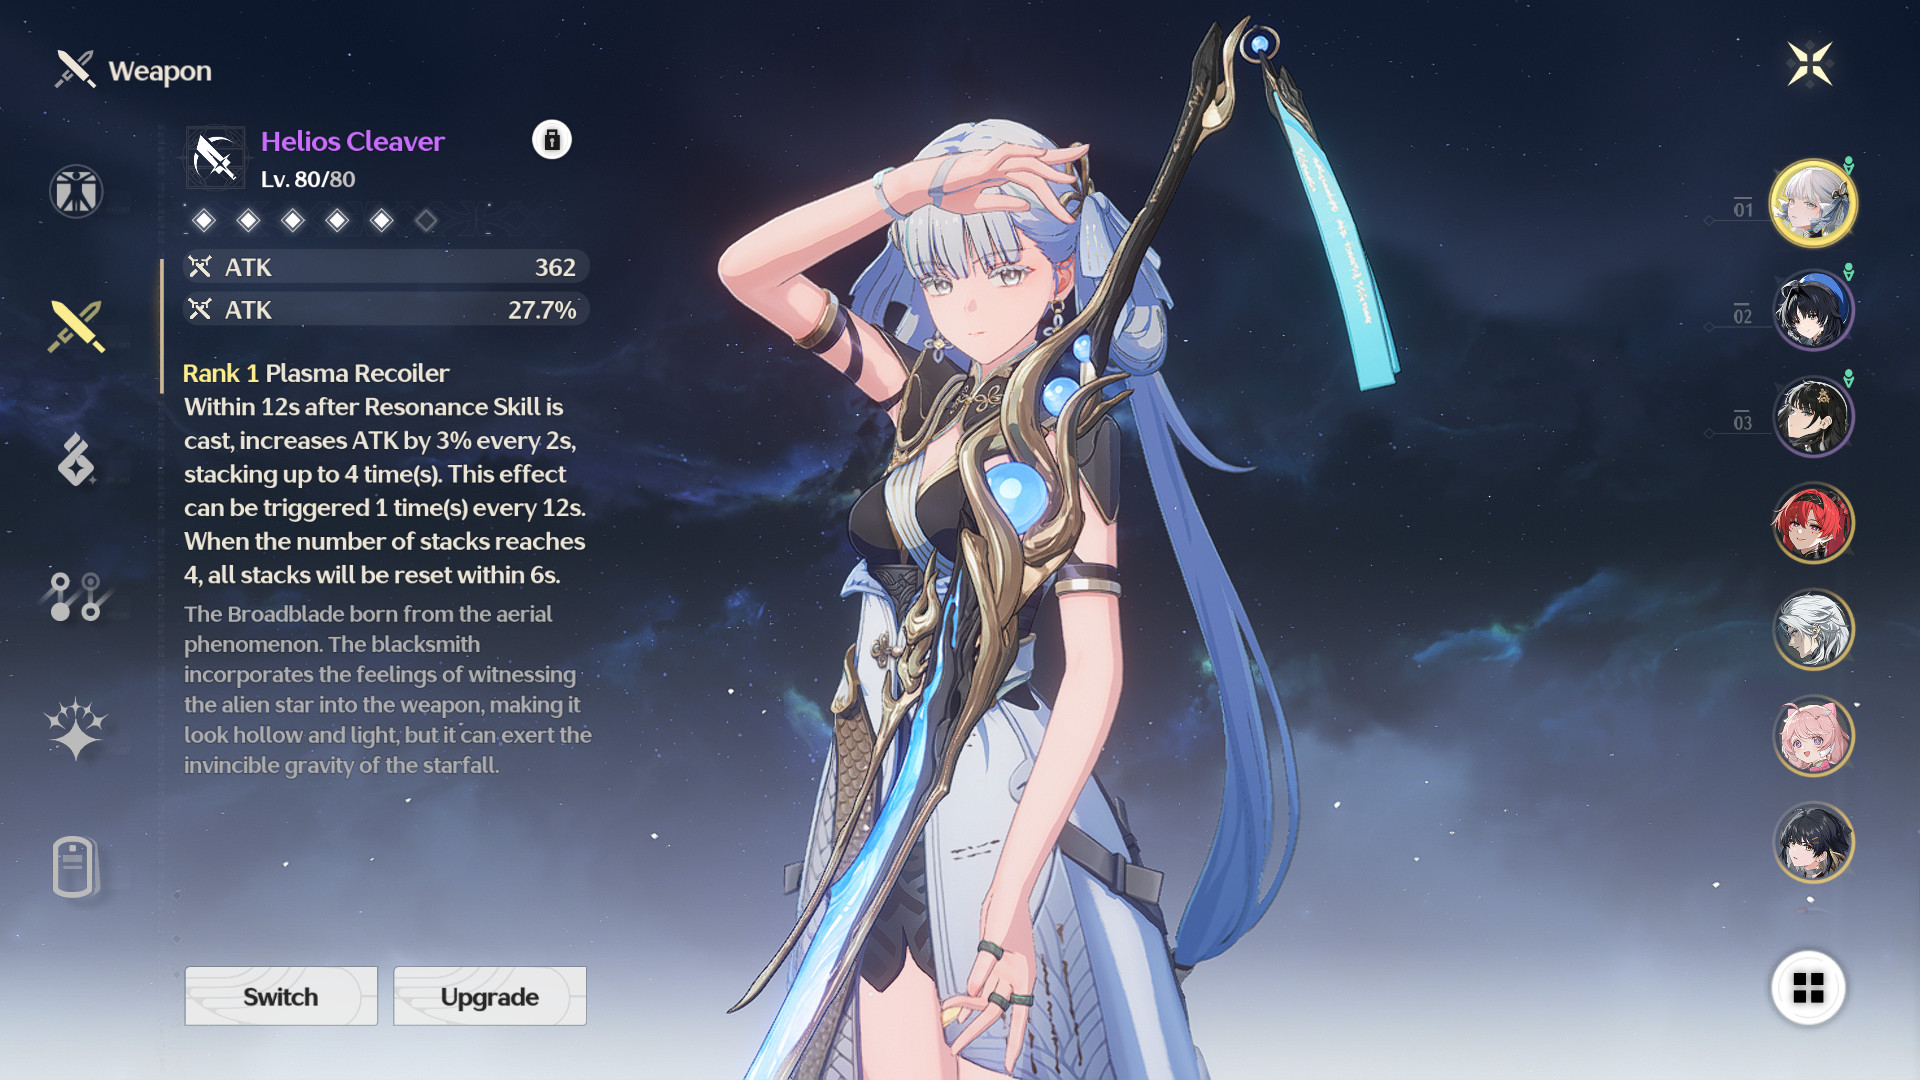 Weapon
Helios Cleaver
Lv. 80/80
ATK 362
ATK 27.7%
Rank 1 Plasma Recoiler
Within 12s after Resonance Skill is
cast, increases ATK by 3% every 2s,
stacking up to 4 time(s). This effect
can be triggered 1 time(s) every 12s.
When the number of stacks reaches
4, all stacks will be reset within 6s.
The Broadblade born from the aerial
phenomenon. The blacksmith
incorporates the feelings of witnessing
the alien star into the weapon, making it
look hollow and light, but it can exert the
invincible gravity of the starfall.
Switch
Upgrade
01
02
03